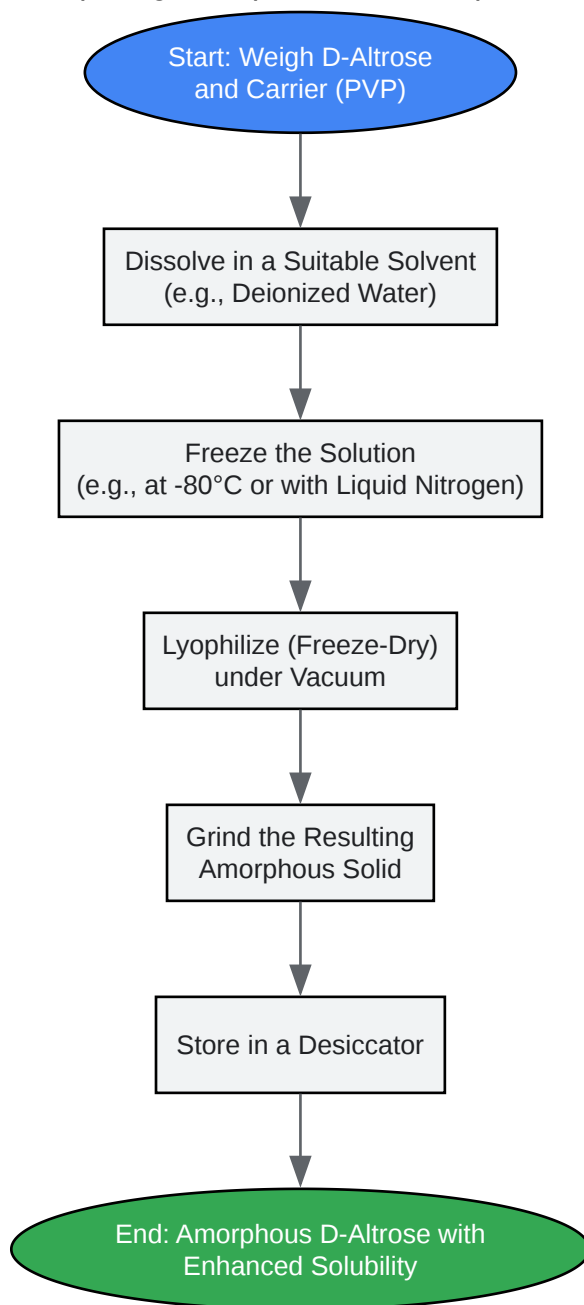 Start: Weigh D-Altrose
and Carrier (PVP)
Dissolve in a Suitable Solvent
(e.g., Deionized Water)
Freeze the Solution
(e.g., at -80°C or with Liquid Nitrogen)
Lyophilize (Freeze-Dry)
under Vacuum
Grind the Resulting
Amorphous Solid
Store in a Desiccator
End: Amorphous D-Altrose with
Enhanced Solubility